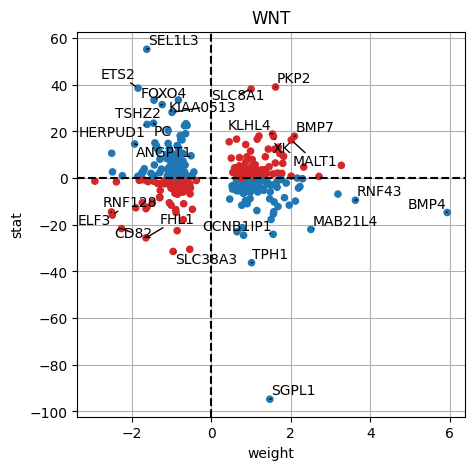 WNT
60
40
20
0
−20
−40
−60
−80
−100
stat
SEL1L3
ETS2
FOXO4
SLC8A1
PKP2
KIAA0513
TSHZ2
PC
HERPUD1
ANGPT1
KLHL4
BMP7
XK
MALT1
RNF128
ELF3
CD82
FHL1
SLC38A3
CCNB1IP1
TPH1
RNF43
BMP4
MAB21L4
SGPL1
−2
0
2
4
6
weight